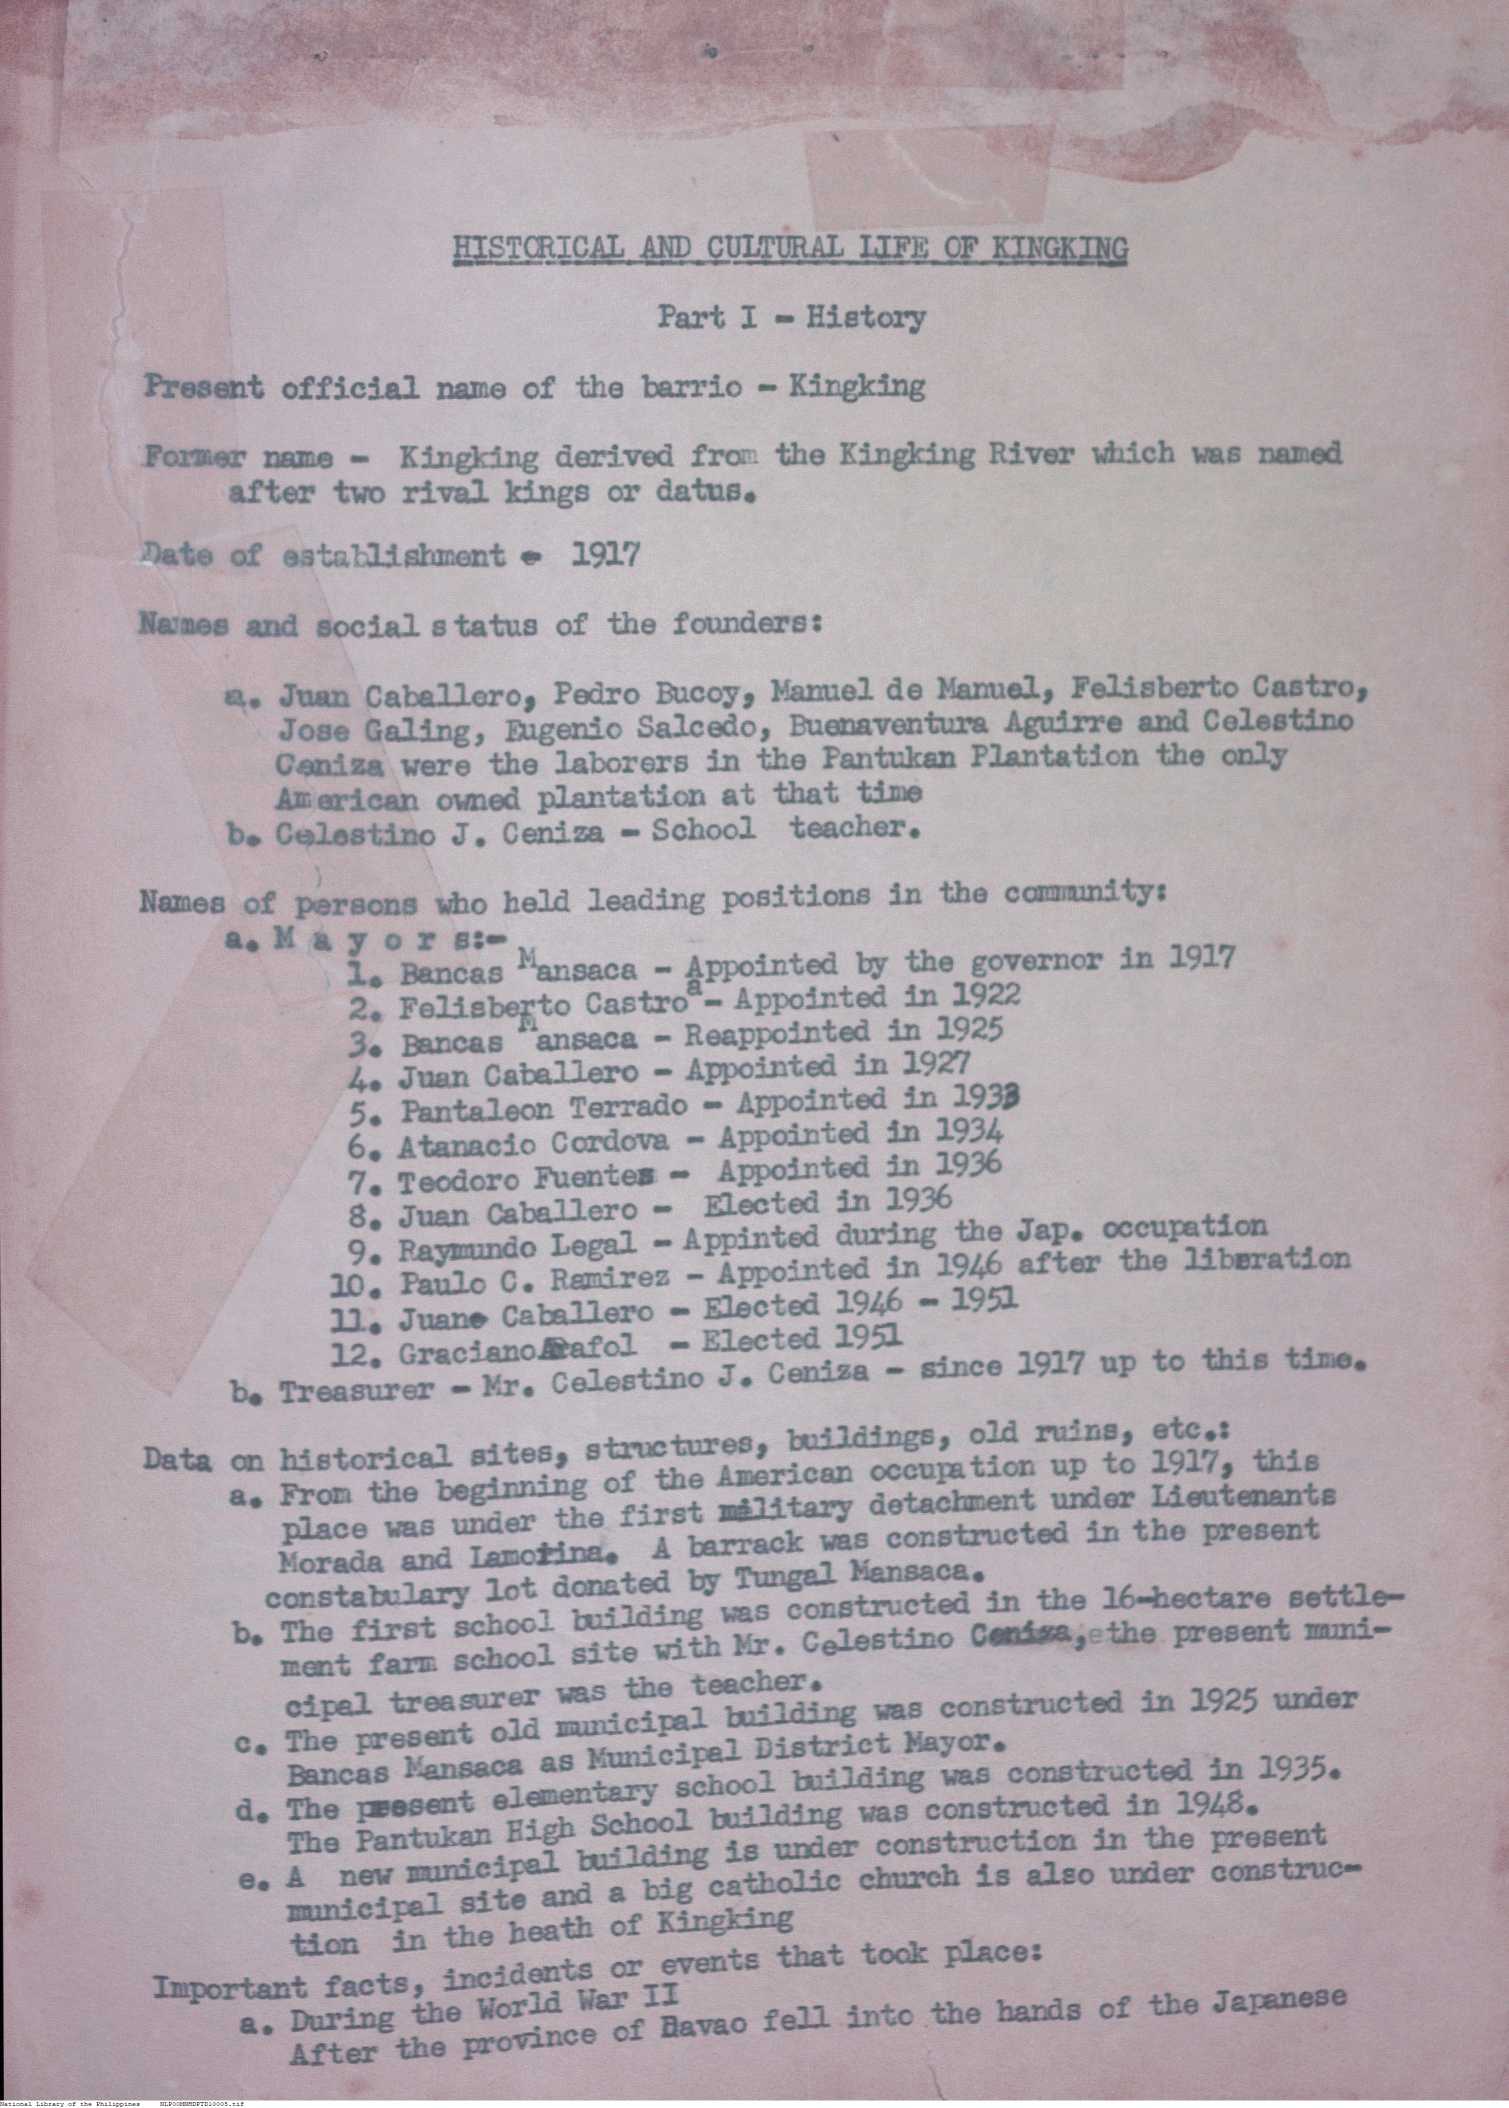 HISTORICAL AND CULTURAL LIFE OF KINGKING
Part I - History
Present official name of the barrio - Kingking
Former name - Kingking derived from the Kingking River which was named
after two rival kings or datus.
Date of establishment - 1917
Names and social status of the founders:
a. Juan Caballero, Pedro Bucoy, Manuel de Manuel, Felisberto Castro,
Jose Galing, Eugenio Salcedo, Buenaventura Aguirre and Celestino
Ceniza were the laborers in the Pantukan Plantation the only
American owned plantation at that time
b. Celestino J. Ceniza - School teacher.
Names of persons who held leading positions in the community:
a. M a y o r s:-
1. Bancas Mansaca - Appointed by the governor in 1917
2. Felisberto Castro a - Appointed in 1922
3. Bancas Mansaca - Reappointed in 1925
4. Juan Caballero - Appointed in 1927
5. Pantaleon Terrado - Appointed in 1933
6. Atanacio Cordova - Appointed in 1934
7. Teodoro Fuentes - Appointed in 1936
8. Juan Caballero - Elected in 1936
9. Raymundo Legal - Appinted during the Jap. occupation
10. Paulo C. Ramirez - Appointed in 1946 after the liberation
11. Juane Caballero - Elected 1946 - 1951
12. Graciano Arafol - Elected 1951
b. Treasurer - Mr. Celestino J. Ceniza - since 1917 up to this time.
Data on historical sites, structures, buildings, old ruins, etc.:
a. From the beginning of the American occupation up to 1917, this
place was under the first military detachment under Lieutenants
Morada and Lamotina. A barrack was constructed in the present
constabulary lot donated by Tungal Mansaca.
b. The first school building was constructed in the 16-hectare settle-
ment farm school site with Mr. Celestino Ceniza, the present muni-
cipal treasurer was the teacher.
c. The present old municipal building was constructed in 1925 under
Bancas Mansaca as Municipal District Mayor.
d. The present elementary school building was constructed in 1935.
The Pantukan High School building was constructed in 1948.
e. A new municipal building is under construction in the present
municipal site and a big catholic church is also under construc-
tion in the heath of Kingking
Important facts, incidents or events that took place:
a. During the World War II
After the province of Davao fell into the hands of the Japanese
National Library of the Philippines